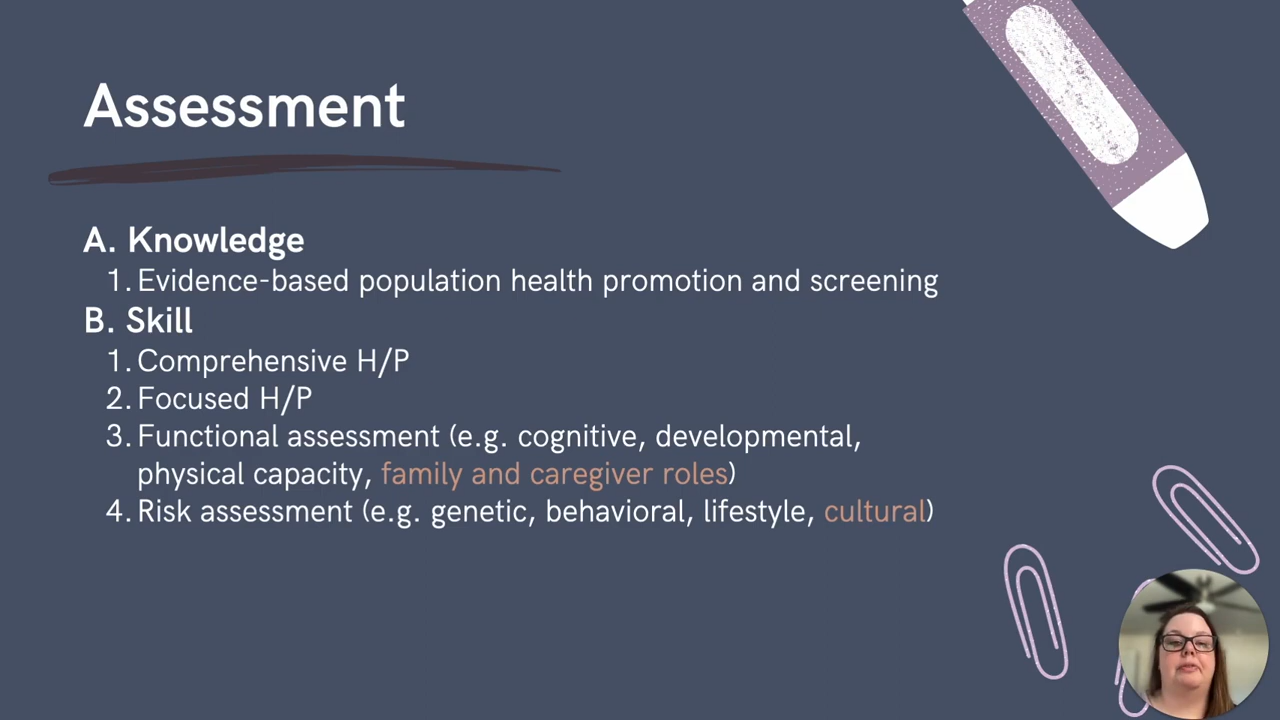 Assessment
A. Knowledge
1. Evidence-based population health promotion and screening
B. Skill
1. Comprehensive H/P
2. Focused H/P
3. Functional assessment (e.g. cognitive, developmental,
physical capacity, family and caregiver roles)
4. Risk assessment (e.g. genetic, behavioral, lifestyle, cultural)